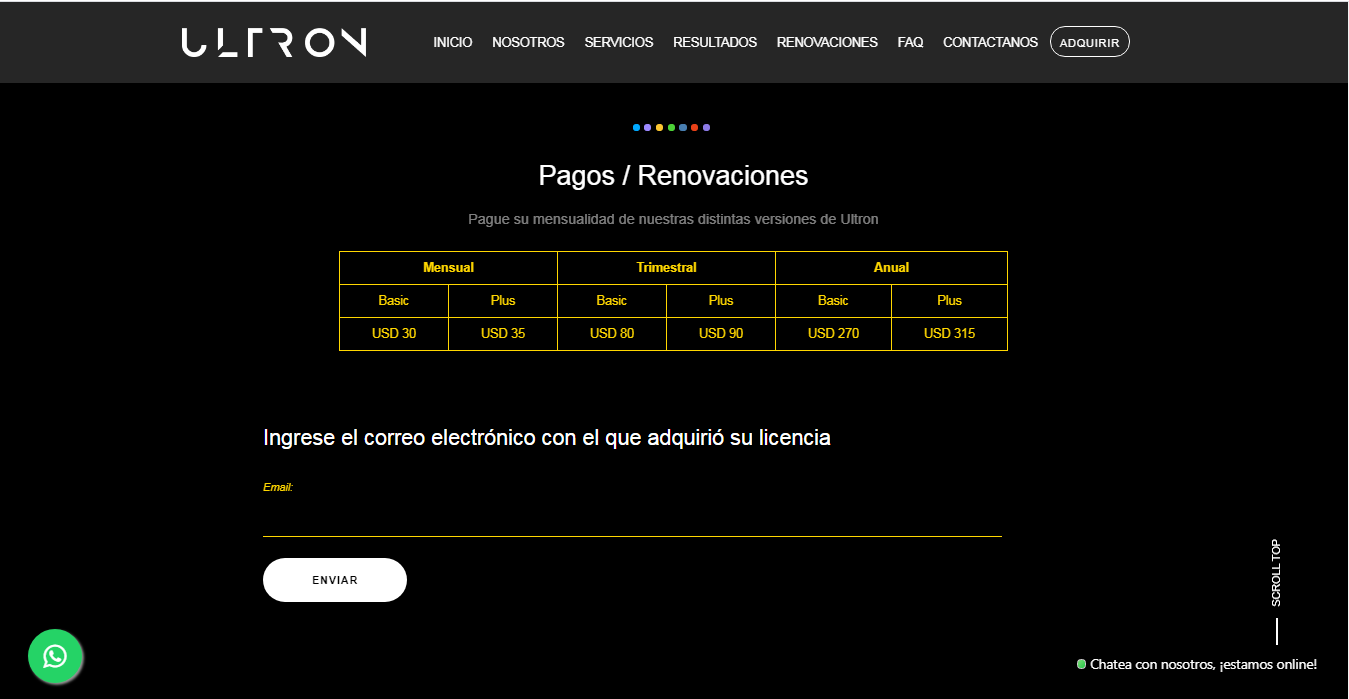 ULTRON
INICIO NOSOTROS SERVICIOS RESULTADOS RENOVACIONES FAQ CONTACTANOS ADQUIRIR
Pagos / Renovaciones
Pague su mensualidad de nuestras distintas versiones de Ultron
Mensual Trimestral Anual
Basic Plus Basic Plus Basic Plus
USD 30 USD 35 USD 80 USD 90 USD 270 USD 315
Ingrese el correo electrónico con el que adquirió su licencia
Email:
ENVIAR
SCROLL TOP
Chatea con nosotros, ¡estamos online!